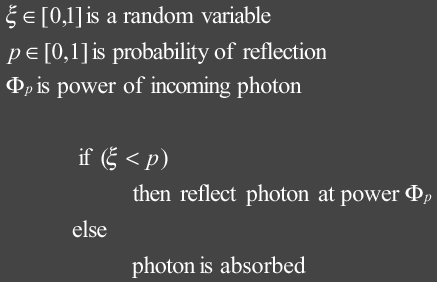 ξ ∈ [0,1] is a random variable
p ∈ [0,1] is probability of reflection
Φp is power of incoming photon
if (ξ < p)
then reflect photon at power Φp
else
photon is absorbed